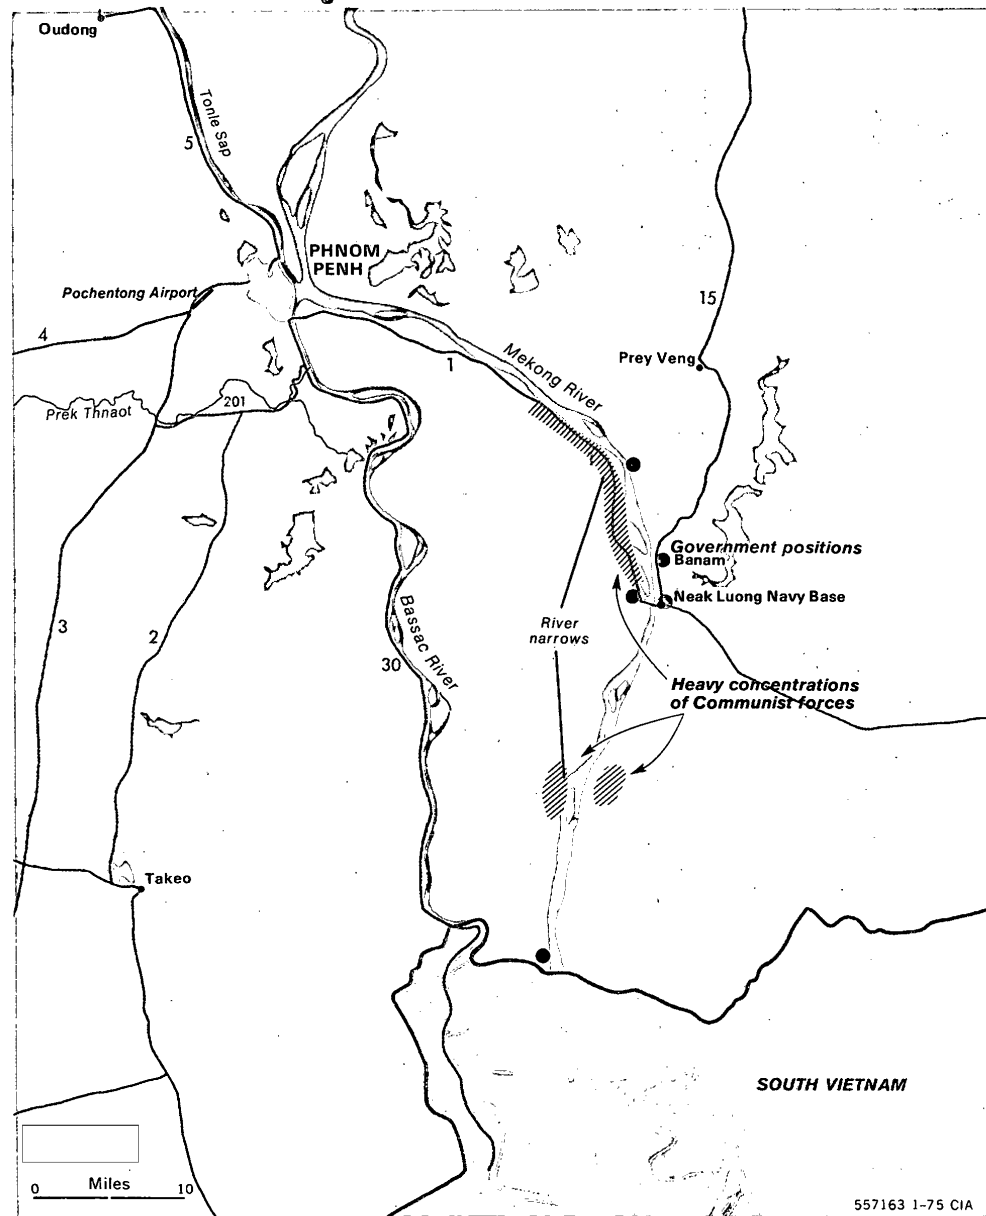 Oudong
Tonle Sap
5
PHNOM
PENH
Pochentong Airport
4
15
1
Mekong River
Prey Veng
Prek Thnaot
201
Government positions
Banam
Neak Luong Navy Base
3
2
Bassac River
30
River
narrows
Heavy concentrations
of Communist forces
Takeo
SOUTH VIETNAM
Miles
0 10
557163 1-75 CIA